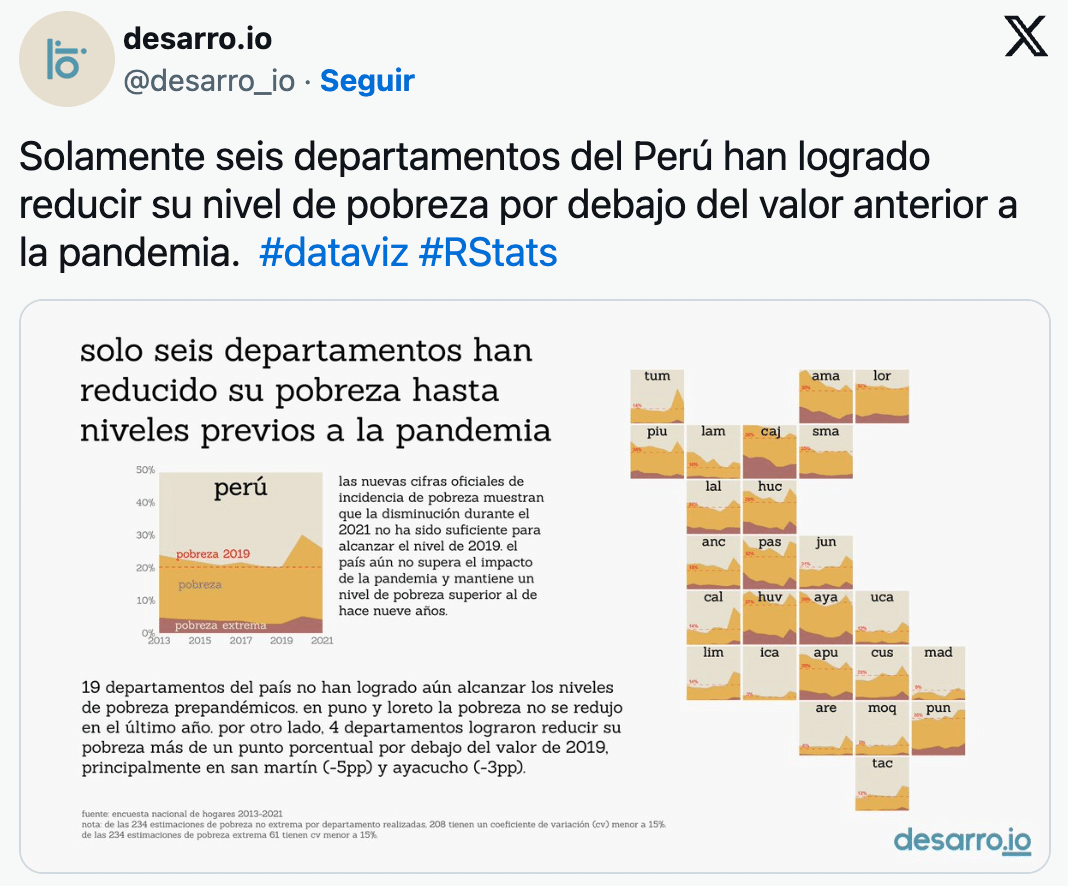 desarro.io
@desarro_io · Seguir
Solamente seis departamentos del Perú han logrado
reducir su nivel de pobreza por debajo del valor anterior a
la pandemia. #dataviz #RStats
solo seis departamentos han
reducido su pobreza hasta
niveles previos a la pandemia
50%
40%
30%
20%
10%
0%
perú
pobreza 2019
pobreza
pobreza extrema
2013 2015 2017 2019 2021
las nuevas cifras oficiales de
incidencia de pobreza muestran
que la disminución durante el
2021 no ha sido suficiente para
alcanzar el nivel de 2019. el
país aún no supera el impacto
de la pandemia y mantiene un
nivel de pobreza superior al de
hace nueve años.
tum ama lor
piu lam caj sma
lal huc
anc pas jun
cal huv aya uca
lim ica apu cus mad
are moq pun
tac
19 departamentos del país no han logrado aún alcanzar los niveles
de pobreza prepandémicos. en puno y loreto la pobreza no se redujo
en el último año. por otro lado, 4 departamentos lograron reducir su
pobreza más de un punto porcentual por debajo del valor de 2019,
principalmente en san martín (-5pp) y ayacucho (-3pp).
fuente: encuesta nacional de hogares 2013-2021
nota: de las 234 estimaciones de pobreza no extrema por departamento realizadas, 208 tienen un coeficiente de variación (cv) menor a 15%.
de las 234 estimaciones de pobreza extrema 61 tienen cv menor a 15%.
desarro.io